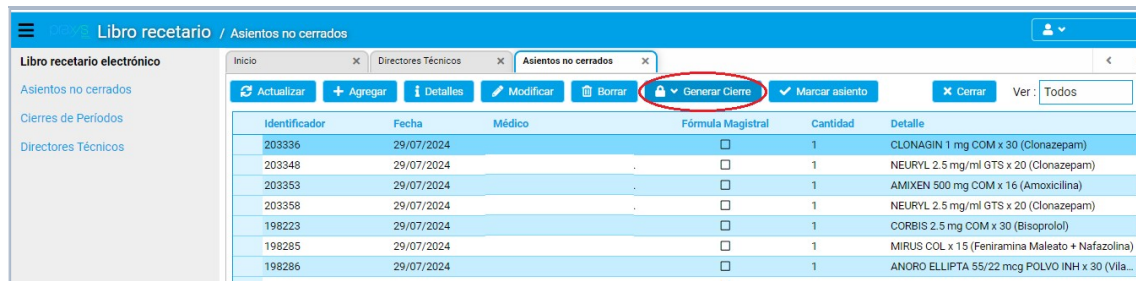 Libro recetario / Asientos no cerrados
Libro recetario electrónico
Asientos no cerrados
Cierres de Períodos
Directores Técnicos
Inicio × Directores Técnicos × Asientos no cerrados ×
Actualizar Agregar Detalles Modificar Borrar Generar Cierre Marcar asiento Cerrar Ver : Todos
Identificador Fecha Médico Fórmula Magistral Cantidad Detalle
203336 29/07/2024 1 CLONAGIN 1 mg COM x 30 (Clonazepam)
203348 29/07/2024 . 1 NEURYL 2.5 mg/ml GTS x 20 (Clonazepam)
203353 29/07/2024 . 1 AMIXEN 500 mg COM x 16 (Amoxicilina)
203358 29/07/2024 . 1 NEURYL 2.5 mg/ml GTS x 20 (Clonazepam)
198223 29/07/2024 1 CORBIS 2.5 mg COM x 30 (Bisoprolol)
198285 29/07/2024 1 MIRUS COL x 15 (Feniramina Maleato + Nafazolina)
198286 29/07/2024 1 ANORO ELLIPTA 55/22 mcg POLVO INH x 30 (Vila...